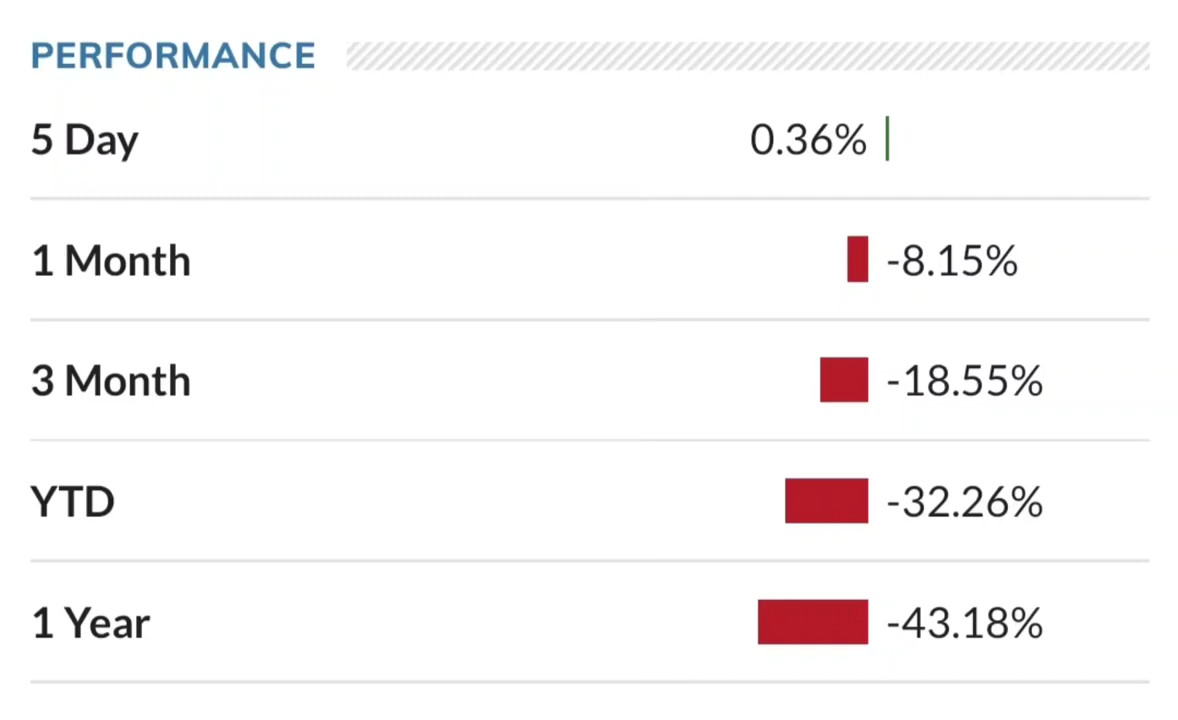 PERFORMANCE
5 Day 0.36%
1 Month -8.15%
3 Month -18.55%
YTD -32.26%
1 Year -43.18%